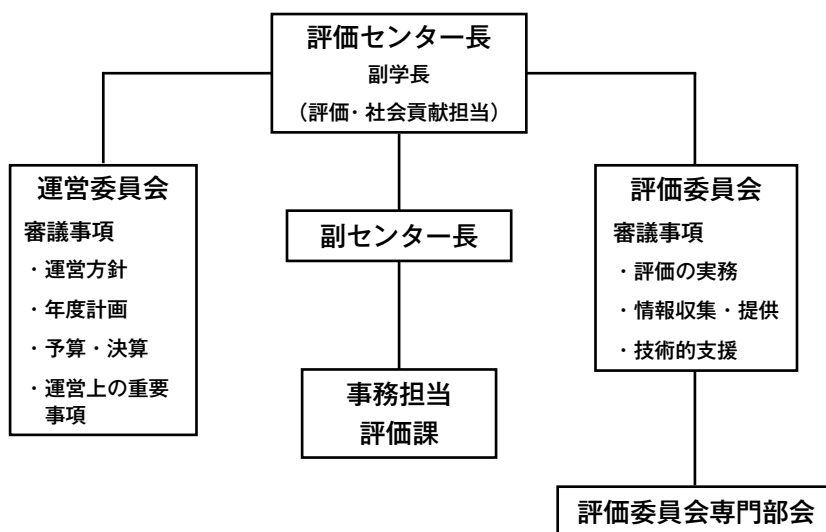 評価センター長
副学長
（評価・社会貢献担当）
運営委員会
審議事項
・運営方針
・年度計画
・予算・決算
・運営上の重要
事項
副センター長
事務担当
評価課
評価委員会
審議事項
・評価の実務
・情報収集・提供
・技術的支援
評価委員会専門部会